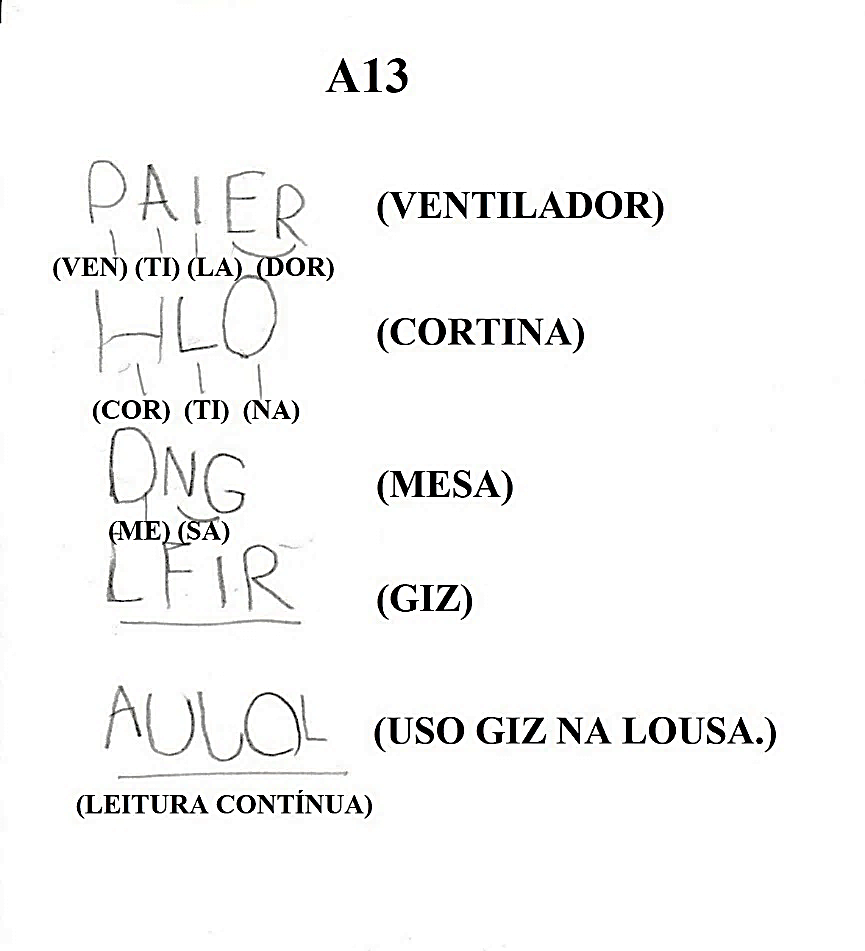 A13
PAIER (VENTILADOR)
(VEN) (TI) (LA) (DOR)
HLO (CORTINA)
(COR) (TI) (NA)
DNG (MESA)
(ME) (SA)
LFIR (GIZ)
AULOL (USO GIZ NA LOUSA.)
(LEITURA CONTÍNUA)